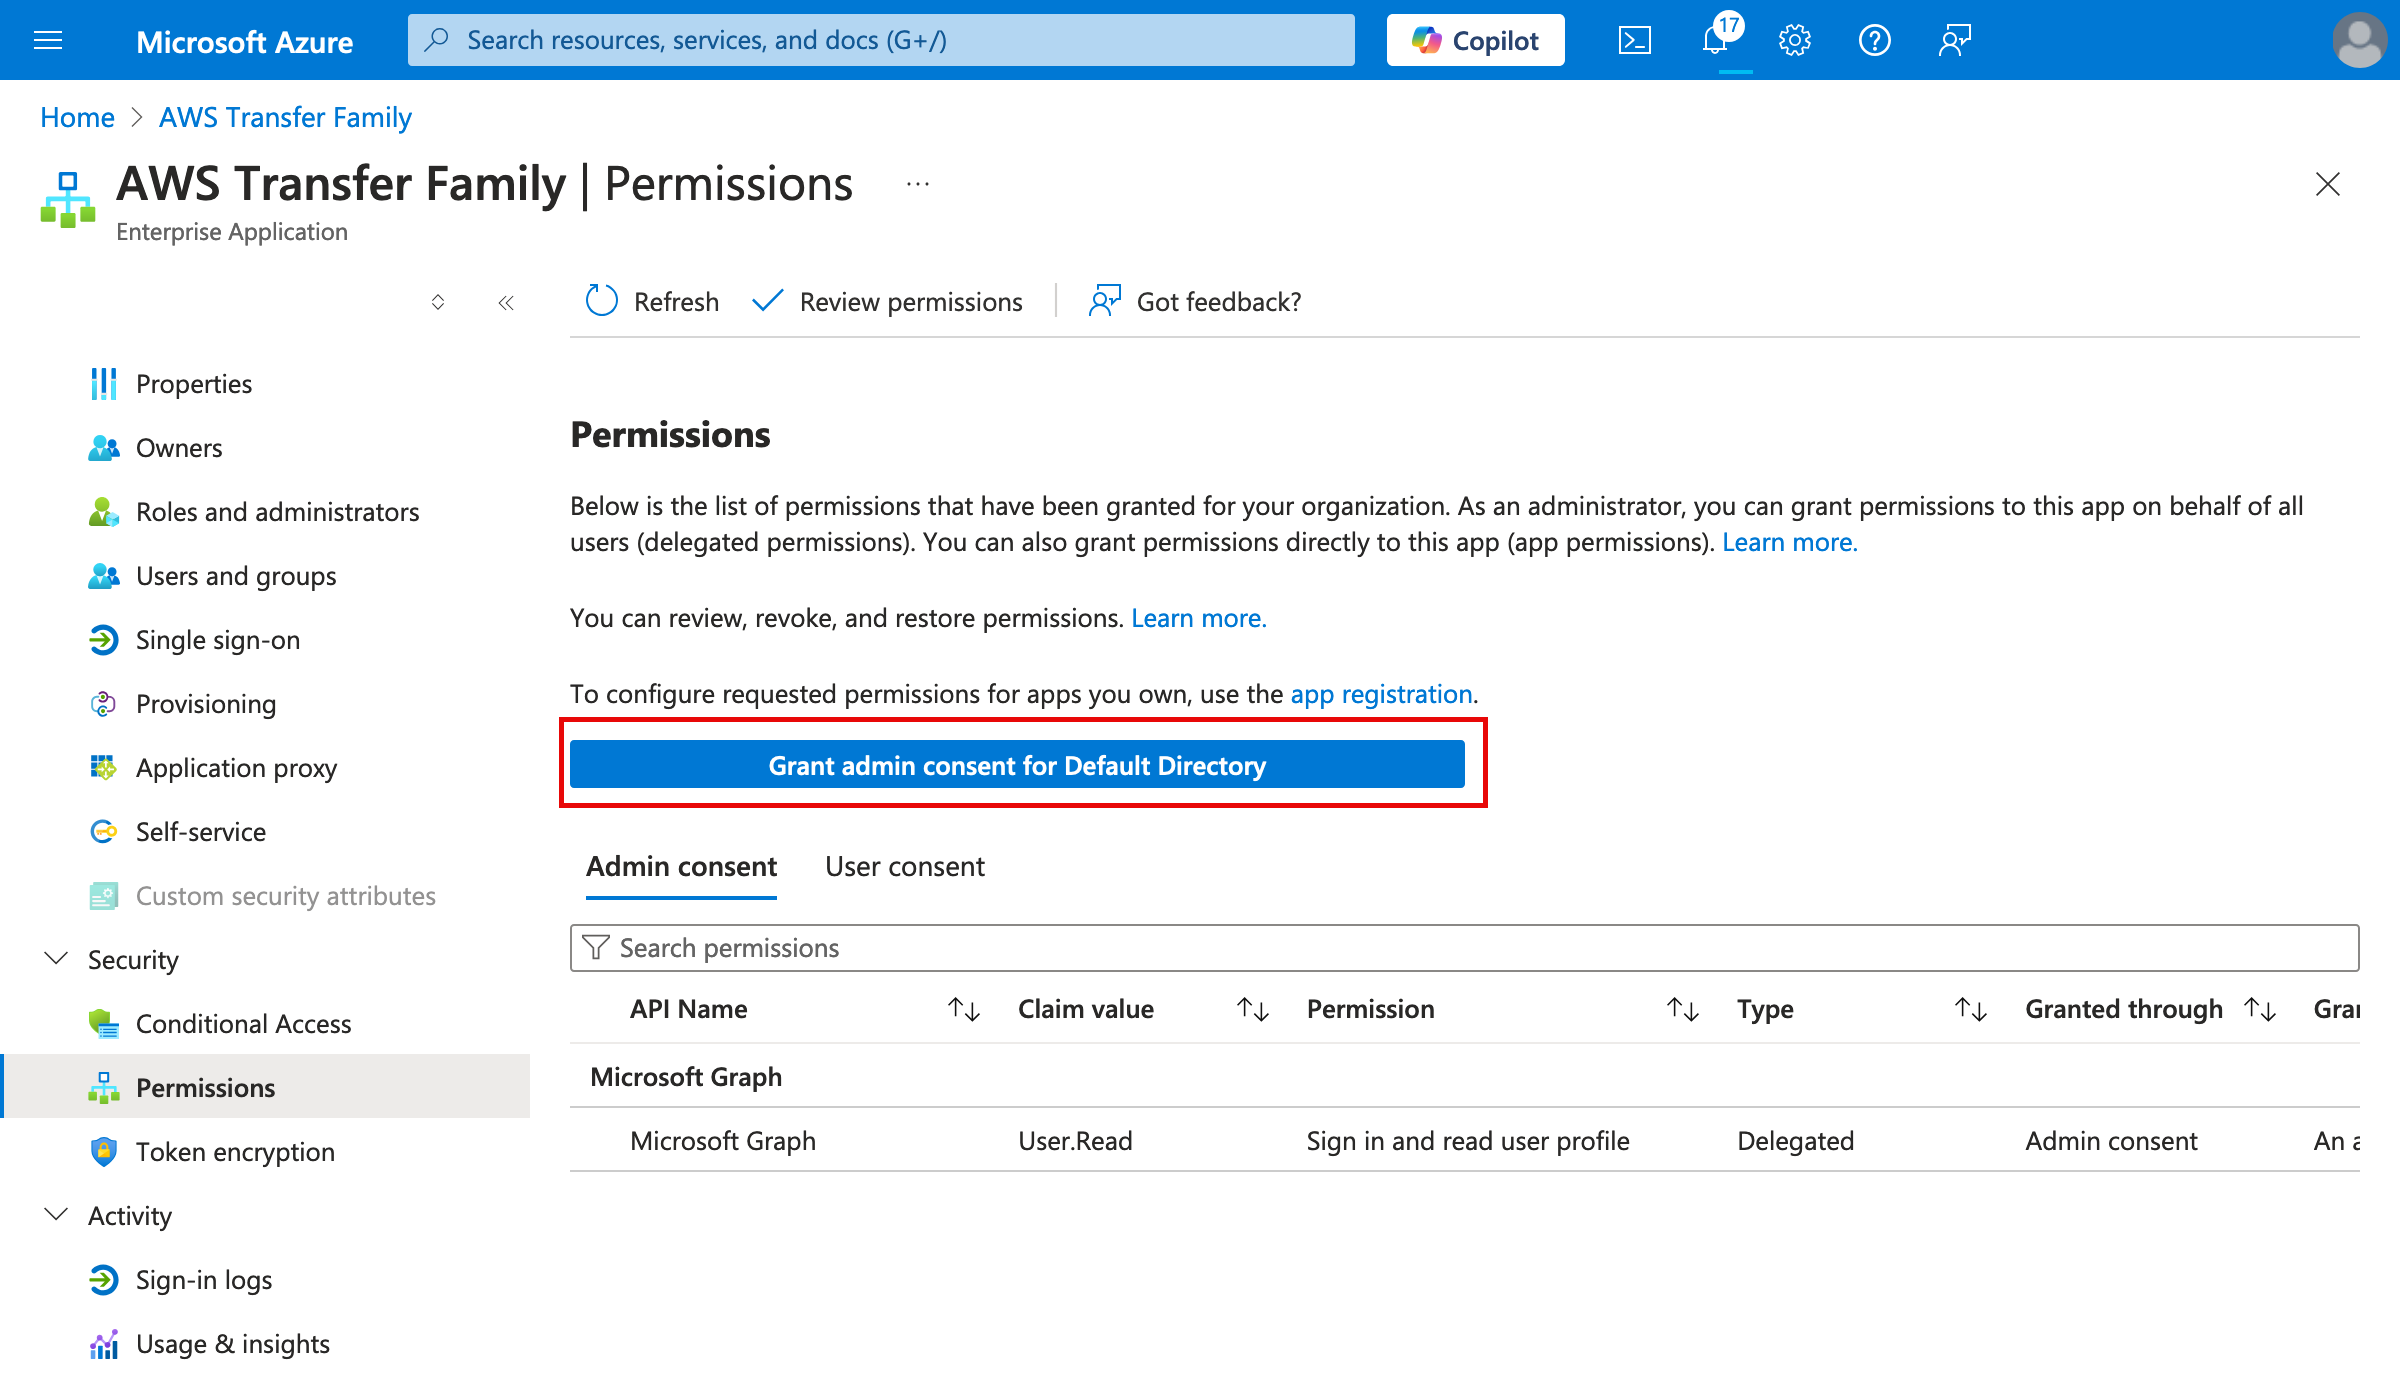 Microsoft Azure
Search resources, services, and docs (G+/)
Copilot
17
Home > AWS Transfer Family
AWS Transfer Family | Permissions ...
Enterprise Application
Refresh
Review permissions
Got feedback?
Properties
Owners
Roles and administrators
Users and groups
Single sign-on
Provisioning
Application proxy
Self-service
Custom security attributes
Security
Conditional Access
Permissions
Token encryption
Activity
Sign-in logs
Usage & insights
Permissions
Below is the list of permissions that have been granted for your organization. As an administrator, you can grant permissions to this app on behalf of all
users (delegated permissions). You can also grant permissions directly to this app (app permissions). Learn more.
You can review, revoke, and restore permissions. Learn more.
To configure requested permissions for apps you own, use the app registration.
Grant admin consent for Default Directory
Admin consent User consent
Search permissions
API Name Claim value Permission Type Granted through
Microsoft Graph
Microsoft Graph User.Read Sign in and read user profile Delegated Admin consent An